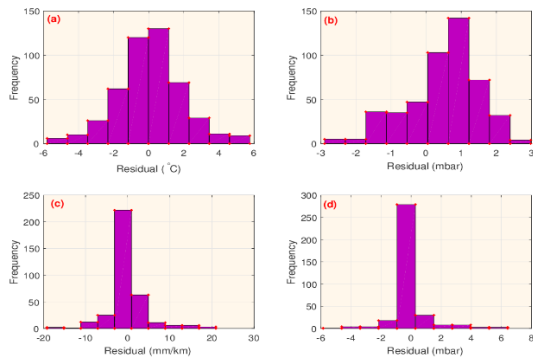 (a)
150
100
50
0
Frequency
-6 -4 -2 0 2 4 6
Residual (°C)
(b)
150
100
50
0
Frequency
-3 -2 -1 0 1 2 3
Residual (mbar)
(c)
250
200
150
100
50
0
Frequency
-20 -10 0 10 20 30
Residual (mm/km)
(d)
300
250
200
150
100
50
0
Frequency
-6 -4 -2 0 2 4 6 8
Residual (mbar)